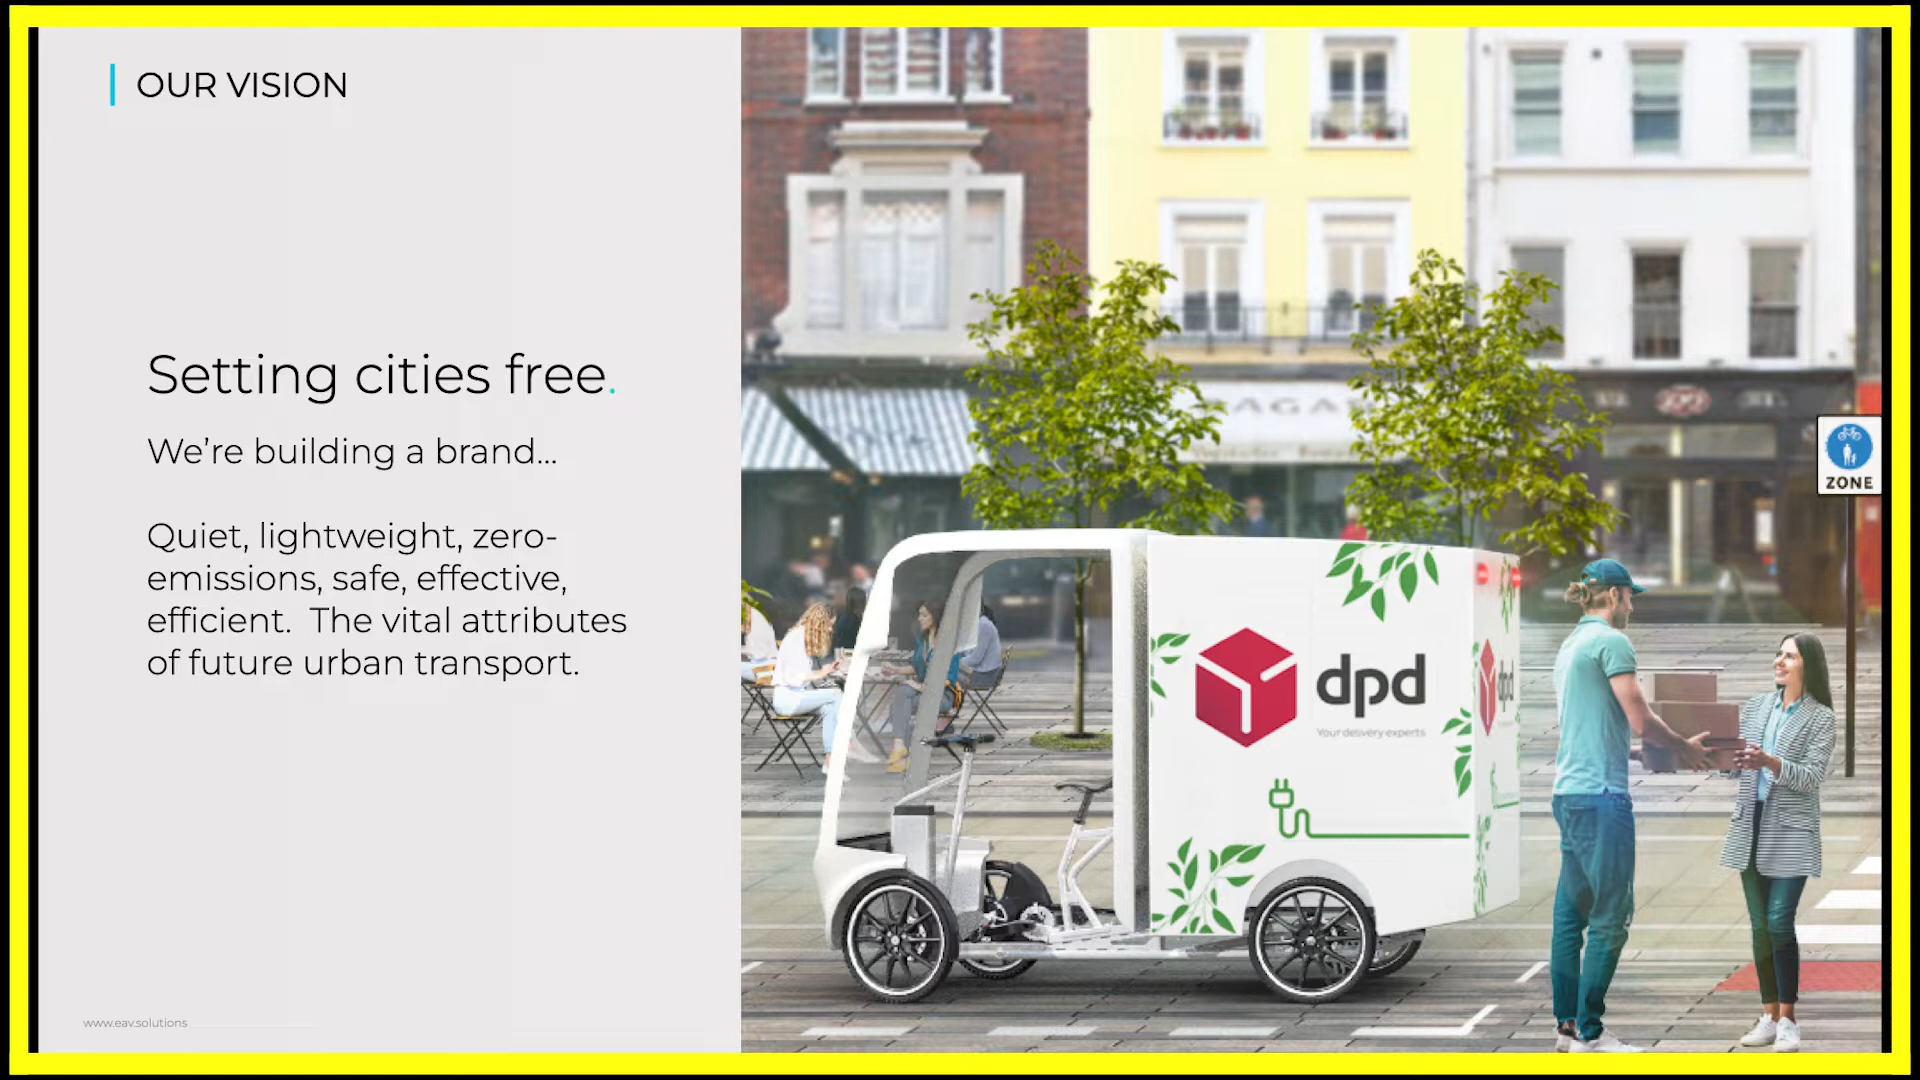 OUR VISION
Setting cities free.
We're building a brand...
Quiet, lightweight, zero-
emissions, safe, effective,
efficient.  The vital attributes
of future urban transport.
www.eav.solutions
ZONE
dpd
Your delivery experts
dpd